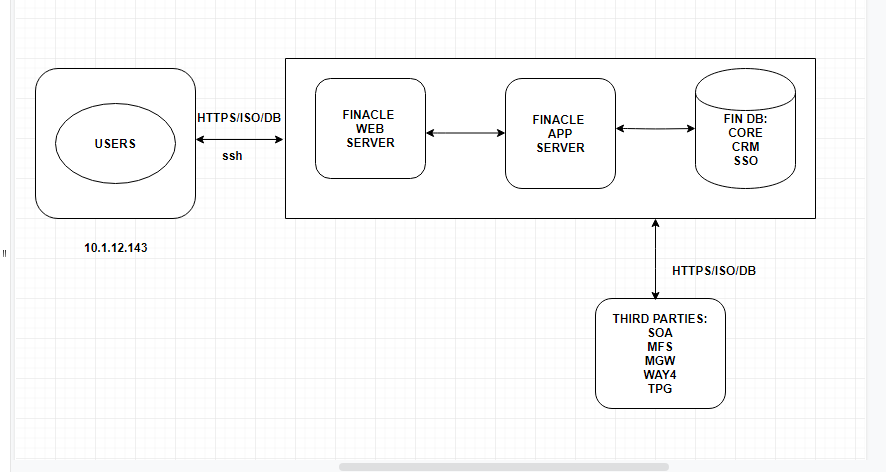 USERS
10.1.12.143
HTTPS/ISO/DB
ssh
FINACLE
WEB
SERVER
FINACLE
APP
SERVER
FIN DB:
CORE
CRM
SSO
HTTPS/ISO/DB
THIRD PARTIES:
SOA
MFS
MGW
WAY4
TPG